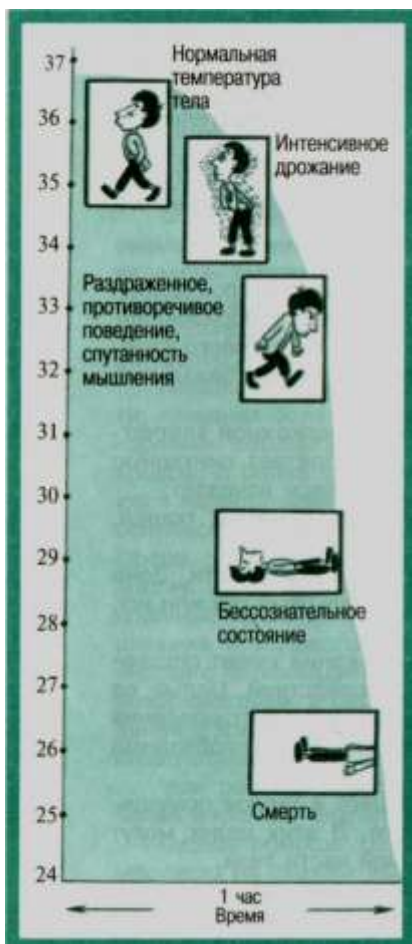 37
Нормальная
температура
тела
36
Интенсивное
дрожание
35
34
Раздраженное,
противоречивое
поведение,
спутанность
мышления
33
32
31
30
29
Бессознательное
состояние
28
27
26
Смерть
25
24
1 час
Время